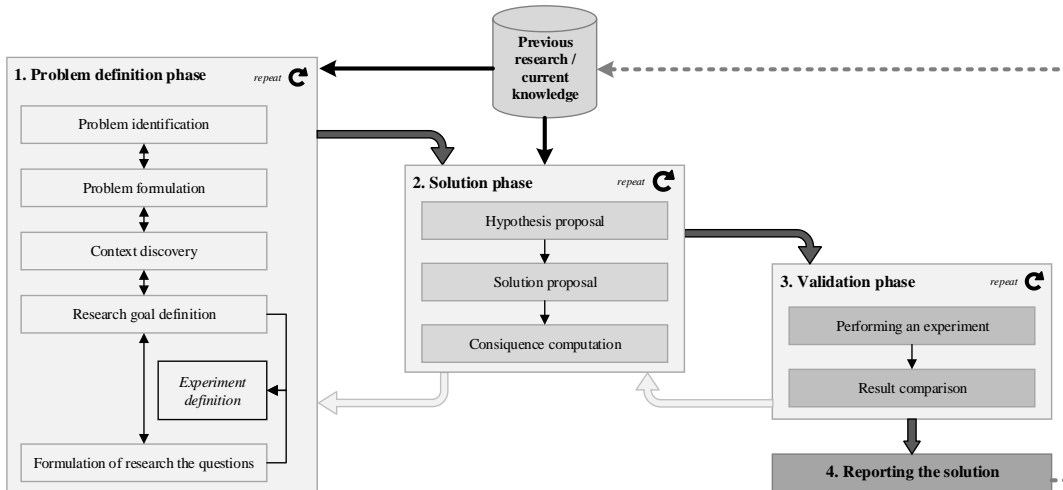 Previous
research /
current
knowledge
1. Problem definition phase
repeat
Problem identification
Problem formulation
Context discovery
Research goal definition
Experiment
definition
Formulation of research the questions
2. Solution phase
repeat
Hypothesis proposal
Solution proposal
Consiquence computation
3. Validation phase
repeat
Performing an experiment
Result comparison
4. Reporting the solution